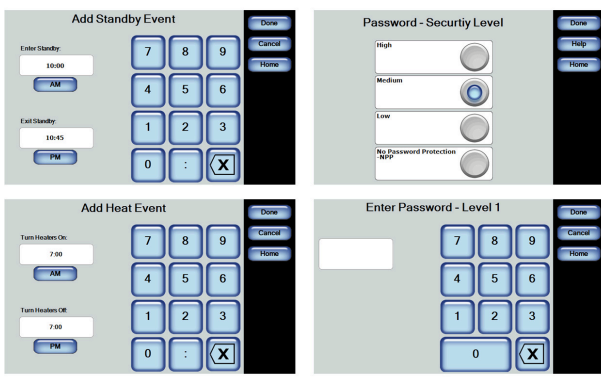 Add Standby Event
Done
Enter Standby:
7 8 9
Cancel
10:00
Home
AM
4 5 6
Exit Standby:
1 2 3
10:45
PM
0 : X
Password - Securtiy Level
Done
High
Help
Home
Medium
Low
No Password Protection
-NPP
Add Heat Event
Done
Turn Heaters On:
7 8 9
Cancel
7:00
Home
AM
4 5 6
Turn Heaters Off:
1 2 3
7:00
PM
0 : X
Enter Password - Level 1
Done
7 8 9
Cancel
Home
4 5 6
1 2 3
0 X